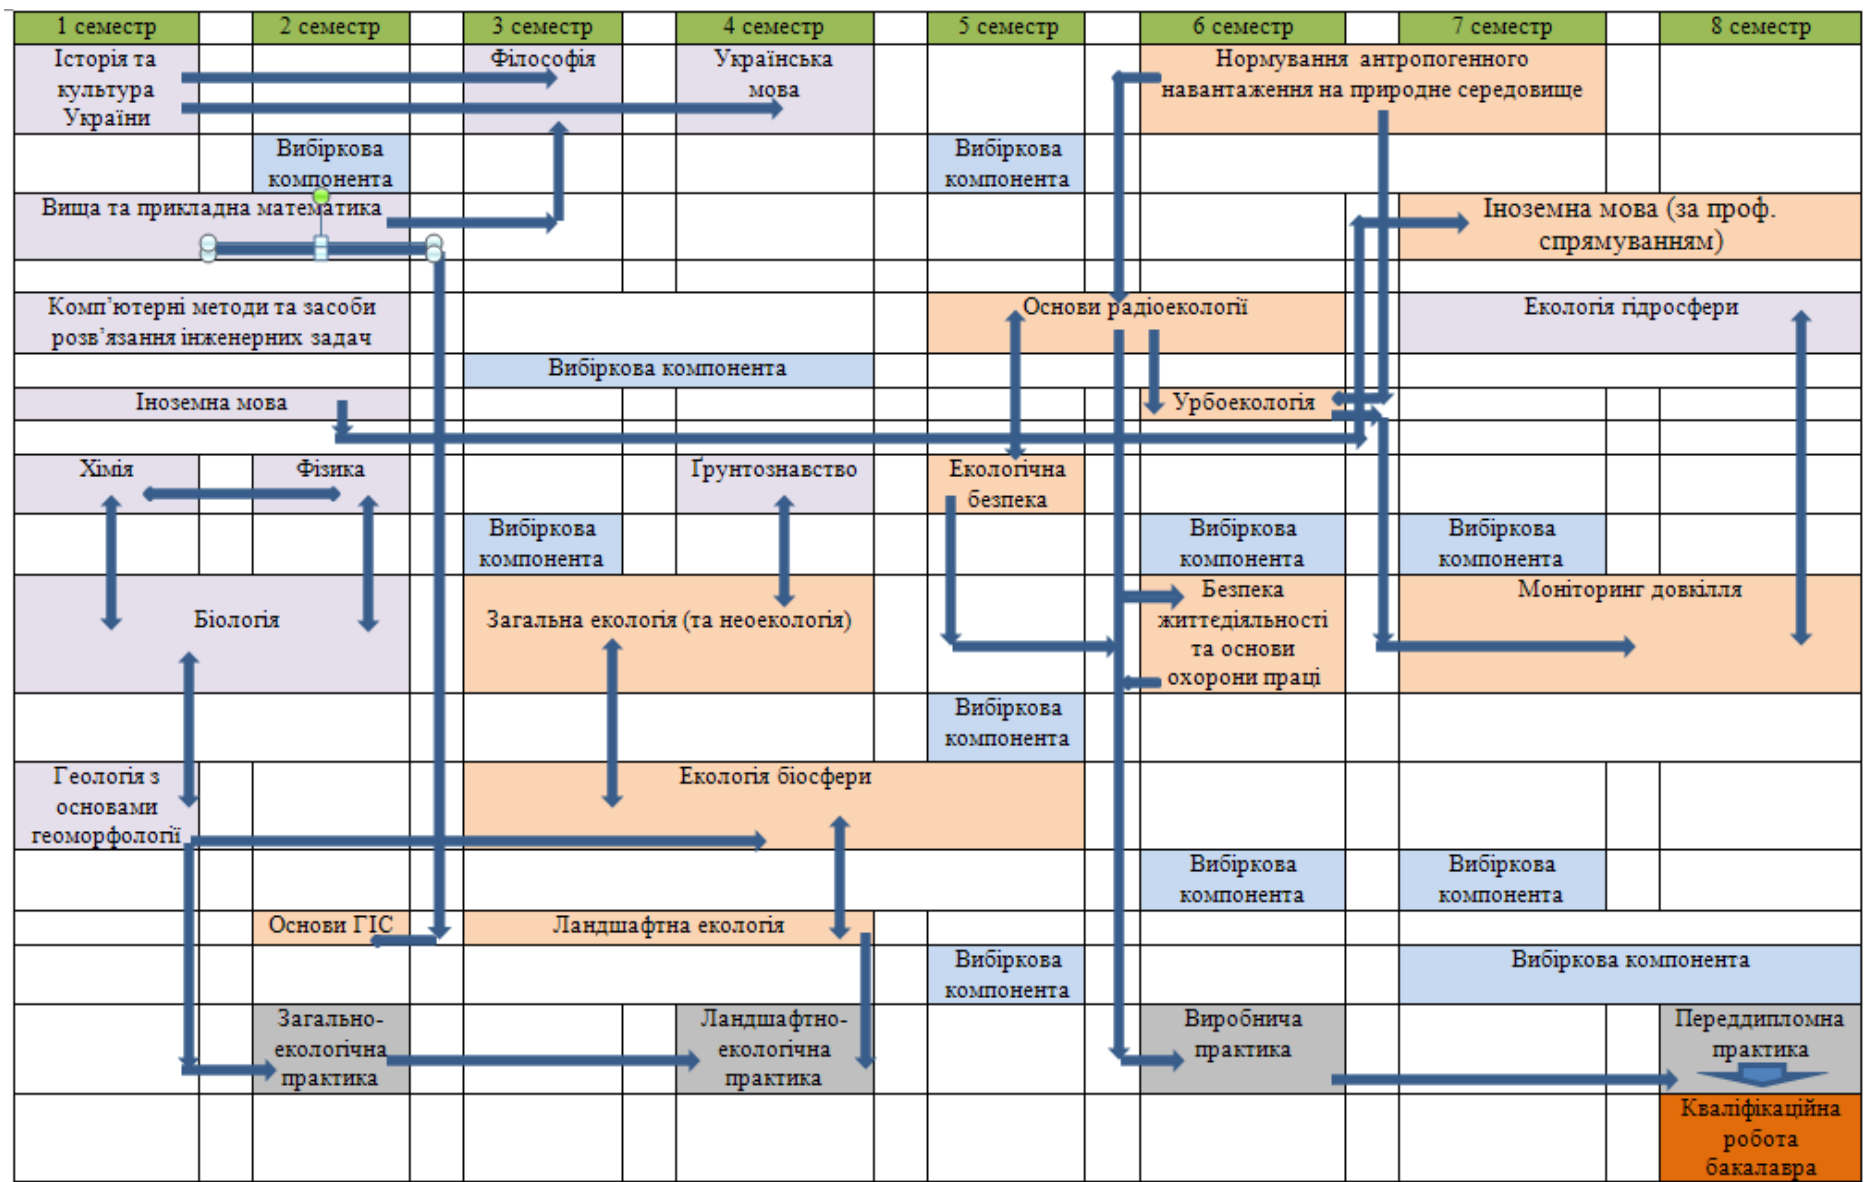 1 семестр
2 семестр
3 семестр
4 семестр
5 семестр
6 семестр
7 семестр
8 семестр
Історія та
культура
України
Філософія
Українська
мова
Нормування антропогенного
навантаження на природне середовище
Вибіркова
компонента
Вибіркова
компонента
Вища та прикладна математика
Іноземна мова (за проф.
спрямуванням)
Комп’ютерні методи та засоби
розв’язання інженерних задач
Основи радіоекології
Екологія гідросфери
Вибіркова компонента
Іноземна мова
Урбоекологія
Хімія
Фізика
Ґрунтознавство
Екологічна
безпека
Вибіркова
компонента
Вибіркова
компонента
Вибіркова
компонента
Біологія
Загальна екологія (та неоекологія)
Безпека
життєдіяльності
та основи
охорони праці
Моніторинг довкілля
Вибіркова
компонента
Геологія з
основами
геоморфології
Екологія біосфери
Вибіркова
компонента
Вибіркова
компонента
Основи ГІС
Ландшафтна екологія
Вибіркова
компонента
Вибіркова компонента
Загально-
екологічна
практика
Ландшафтно-
екологічна
практика
Виробнича
практика
Переддипломна
практика
Кваліфікаційна
робота
бакалавра